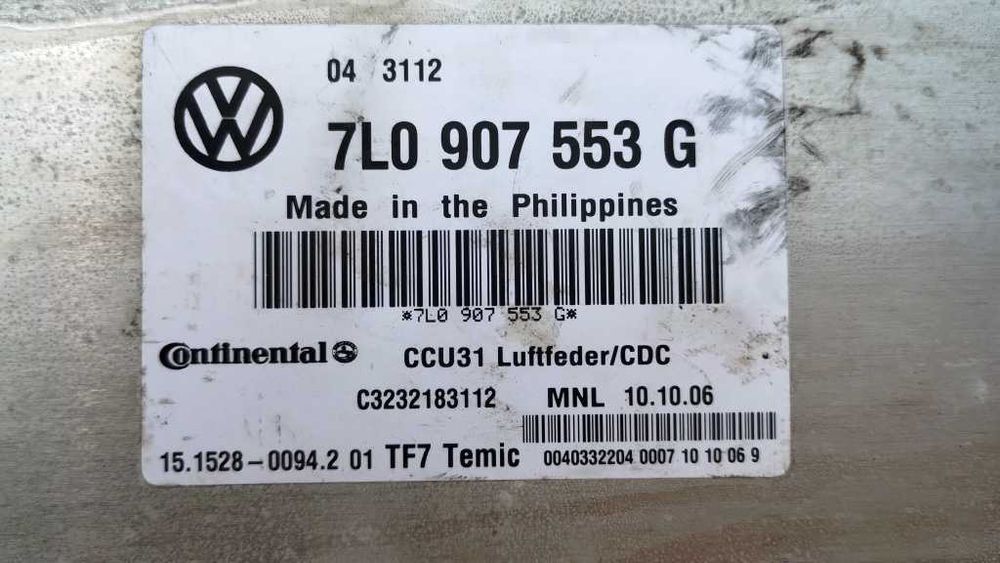 04 3112
7L0 907 553 G
Made in the Philippines
*7L0 907 553 G*
Continental CCU31 Luftfeder/CDC
C3232183112 MNL 10.10.06
15.1528-0094.2 01 TF7 Temic 0040332204 0007 10 10 06 9